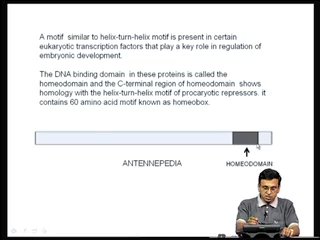 A motif similar to helix-turn-helix motif is present in certain
eukaryotic transcription factors that play a key role in regulation of
embryonic development.
The DNA binding domain in these proteins is called the
homeodomain and the C-terminal region of homeodomain shows
homology with the helix-turn-helix motif of procaryotic repressors. it
contains 60 amino acid motif known as homeobox.
ANTENNEPEDIA
HOMEODOMAIN